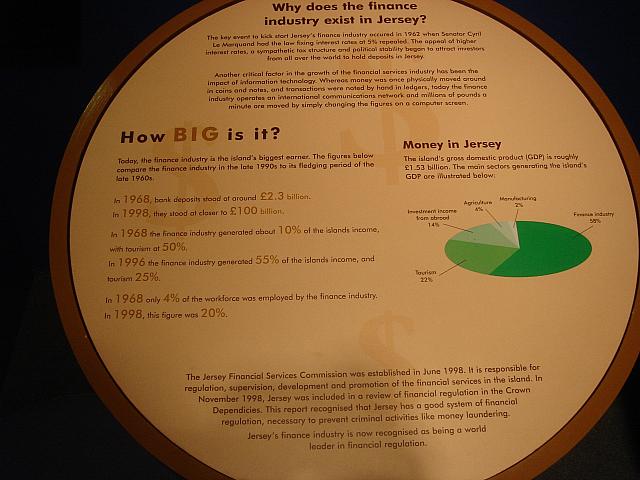 Why does the finance
industry exist in Jersey?
The key event to kick start Jersey's finance industry occured in 1962 when Senator Cyril
Le Marquand had the law fixing interest rates at 5% repealed. The appeal of higher
interest rates, a sympathetic tax structure and political stability began to attract investors
from all over the world to hold deposits in Jersey.
Another critical factor in the growth of the financial services industry has been the
impact of information technology. Whereas money was once physically moved around
in coins and notes, and transactions were noted by hand in ledgers, today the finance
industry operates an international communications network and millions of pounds a
minute are moved by simply changing the figures on a computer screen.
How BIG is it?
Today, the finance industry is the island's biggest earner. The figures below
compare the finance industry in the late 1990s to its fledging period of the
late 1960s.
In 1968, bank deposits stood at around £2.3 billion.
In 1998, they stood at closer to £100 billion.
In 1968 the finance industry generated about 10% of the islands income,
with tourism at 50%.
In 1996 the finance industry generated 55% of the islands income, and
tourism 25%.
In 1968 only 4% of the workforce was employed by the finance industry.
In 1998, this figure was 20%.
Money in Jersey
The island's gross domestic product (GDP) is roughly
£1.53 billion. The main sectors generating the island's
GDP are illustrated below:
Manufacturing
2%
Agriculture
4%
Investment income
from abroad
14%
Finance industry
58%
Tourism
22%
The Jersey Financial Services Commission was established in June 1998. It is responsible for
regulation, supervision, development and promotion of the financial services in the island. In
November 1998, Jersey was included in a review of financial regulation in the Crown
Dependencies. This report recognised that Jersey has a good system of financial
regulation, necessary to prevent criminal activities like money laundering.
Jersey's finance industry is now recognised as being a world
leader in financial regulation.